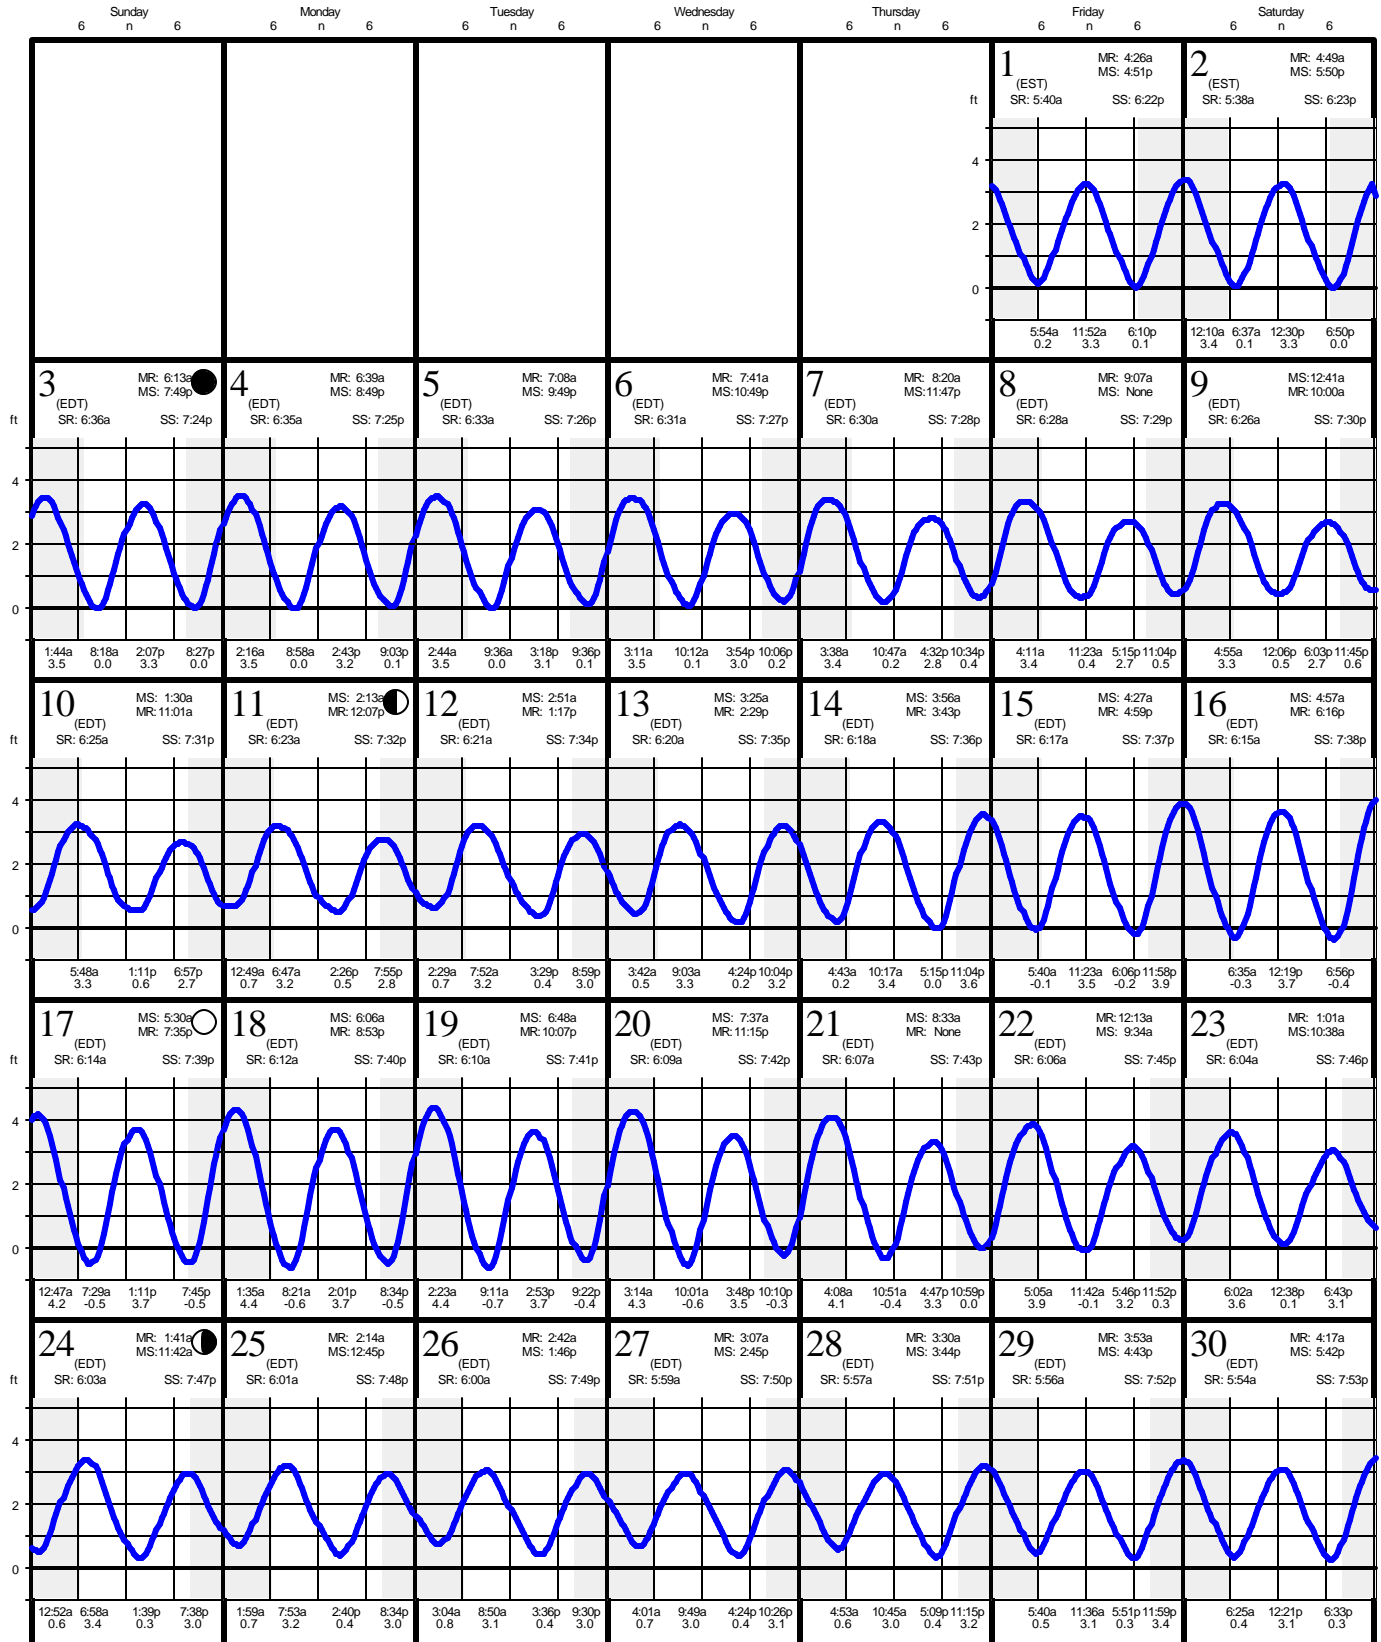 Sunday Monday Tuesday Wednesday Thursday Friday Saturday
6 n 6 6 n 6 6 n 6 6 n 6 6 n 6 6 n 6 6 n 6
1 MR: 4:26a MS: 4:51p
(EST)
SR: 5:40a SS: 6:22p
2 MR: 4:49a MS: 5:50p
(EST)
SR: 5:38a SS: 6:23p
ft
4
2
0
5:54a 11:52a 6:10p
0.2 3.3 0.1
12:10a 6:37a 12:30p 6:50p
3.4 0.1 3.3 0.0
3 MR: 6:13a MS: 7:49p
(EDT)
SR: 6:36a SS: 7:24p
4 MR: 6:39a MS: 8:49p
(EDT)
SR: 6:35a SS: 7:25p
5 MR: 7:08a MS: 9:49p
(EDT)
SR: 6:33a SS: 7:26p
6 MR: 7:41a MS:10:49p
(EDT)
SR: 6:31a SS: 7:27p
7 MR: 8:20a MS:11:47p
(EDT)
SR: 6:30a SS: 7:28p
8 MR: 9:07a MS: None
(EDT)
SR: 6:28a SS: 7:29p
9 MS:12:41a MR:10:00a
(EDT)
SR: 6:26a SS: 7:30p
ft
4
2
0
1:44a 8:18a 2:07p 8:27p
3.5 0.0 3.3 0.0
2:16a 8:58a 2:43p 9:03p
3.5 0.0 3.2 0.1
2:44a 9:36a 3:18p 9:36p
3.5 0.0 3.1 0.1
3:11a 10:12a 3:54p 10:06p
3.5 0.1 3.0 0.2
3:38a 10:47a 4:32p 10:34p
3.4 0.2 2.8 0.4
4:11a 11:23a 5:15p 11:04p
3.4 0.4 2.7 0.5
4:55a 12:06p 6:03p 11:45p
3.3 0.5 2.7 0.6
10 MS: 1:30a MR:11:01a
(EDT)
SR: 6:25a SS: 7:31p
11 MS: 2:13a MR:12:07p
(EDT)
SR: 6:23a SS: 7:32p
12 MS: 2:51a MR: 1:17p
(EDT)
SR: 6:21a SS: 7:34p
13 MS: 3:25a MR: 2:29p
(EDT)
SR: 6:20a SS: 7:35p
14 MS: 3:56a MR: 3:43p
(EDT)
SR: 6:18a SS: 7:36p
15 MS: 4:27a MR: 4:59p
(EDT)
SR: 6:17a SS: 7:37p
16 MS: 4:57a MR: 6:16p
(EDT)
SR: 6:15a SS: 7:38p
ft
4
2
0
5:48a 1:11p 6:57p
3.3 0.6 2.7
12:49a 6:47a 2:26p 7:55p
0.7 3.2 0.5 2.8
2:29a 7:52a 3:29p 8:59p
0.7 3.2 0.4 3.0
3:42a 9:03a 4:24p 10:04p
0.5 3.3 0.2 3.2
4:43a 10:17a 5:15p 11:04p
0.2 3.4 0.0 3.6
5:40a 11:23a 6:06p 11:58p
-0.1 3.5 -0.2 3.9
6:35a 12:19p 6:56p
-0.3 3.7 -0.4
17 MS: 5:30a MR: 7:35p
(EDT)
SR: 6:14a SS: 7:39p
18 MS: 6:06a MR: 8:53p
(EDT)
SR: 6:12a SS: 7:40p
19 MS: 6:48a MR:10:07p
(EDT)
SR: 6:10a SS: 7:41p
20 MS: 7:37a MR:11:15p
(EDT)
SR: 6:09a SS: 7:42p
21 MS: 8:33a MR: None
(EDT)
SR: 6:07a SS: 7:43p
22 MR:12:13a MS: 9:34a
(EDT)
SR: 6:06a SS: 7:45p
23 MR: 1:01a MS:10:38a
(EDT)
SR: 6:04a SS: 7:46p
ft
4
2
0
12:47a 7:29a 1:11p 7:45p
4.2 -0.5 3.7 -0.5
1:35a 8:21a 2:01p 8:34p
4.4 -0.6 3.7 -0.5
2:23a 9:11a 2:53p 9:22p
4.4 -0.7 3.7 -0.4
3:14a 10:01a 3:48p 10:10p
4.3 -0.6 3.5 -0.3
4:08a 10:51a 4:47p 10:59p
4.1 -0.4 3.3 0.0
5:05a 11:42a 5:46p 11:52p
3.9 -0.1 3.2 0.3
6:02a 12:38p 6:43p
3.6 0.1 3.1
24 MR: 1:41a MS:11:42a
(EDT)
SR: 6:03a SS: 7:47p
25 MR: 2:14a MS:12:45p
(EDT)
SR: 6:01a SS: 7:48p
26 MR: 2:42a MS: 1:46p
(EDT)
SR: 6:00a SS: 7:49p
27 MR: 3:07a MS: 2:45p
(EDT)
SR: 5:59a SS: 7:50p
28 MR: 3:30a MS: 3:44p
(EDT)
SR: 5:57a SS: 7:51p
29 MR: 3:53a MS: 4:43p
(EDT)
SR: 5:56a SS: 7:52p
30 MR: 4:17a MS: 5:42p
(EDT)
SR: 5:54a SS: 7:53p
ft
4
2
0
12:52a 6:58a 1:39p 7:38p
0.6 3.4 0.3 3.0
1:59a 7:53a 2:40p 8:34p
0.7 3.2 0.4 3.0
3:04a 8:50a 3:36p 9:30p
0.8 3.1 0.4 3.0
4:01a 9:49a 4:24p 10:26p
0.7 3.0 0.4 3.1
4:53a 10:45a 5:09p 11:15p
0.6 3.0 0.4 3.2
5:40a 11:36a 5:51p 11:59p
0.5 3.1 0.3 3.4
6:25a 12:21p 6:33p
0.4 3.1 0.3